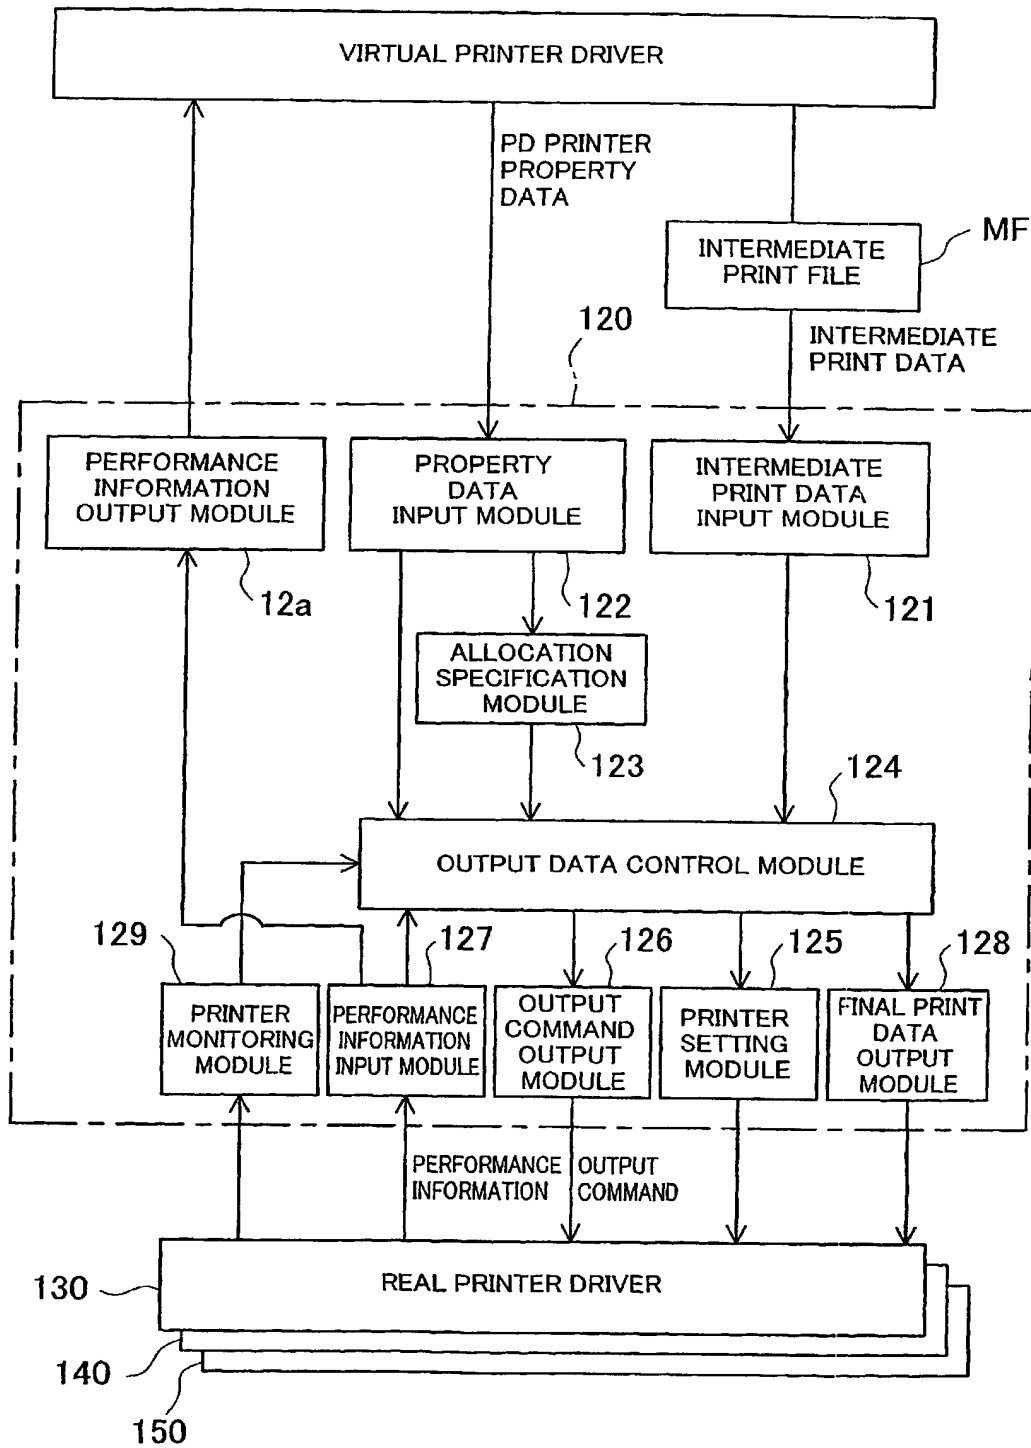 VIRTUAL PRINTER DRIVER
PD PRINTER
PROPERTY
DATA
INTERMEDIATE
PRINT FILE
MF
INTERMEDIATE
PRINT DATA
120
PERFORMANCE
INFORMATION
OUTPUT MODULE
PROPERTY
DATA
INPUT MODULE
INTERMEDIATE
PRINT DATA
INPUT MODULE
12a
122
121
ALLOCATION
SPECIFICATION
MODULE
123
124
OUTPUT DATA CONTROL MODULE
129
127
126
125
128
PRINTER
MONITORING
MODULE
PERFORMANCE
INFORMATION
INPUT MODULE
OUTPUT
COMMAND
OUTPUT
MODULE
PRINTER
SETTING
MODULE
FINAL PRINT
DATA
OUTPUT
MODULE
PERFORMANCE
INFORMATION
OUTPUT
COMMAND
REAL PRINTER DRIVER
130
140
150